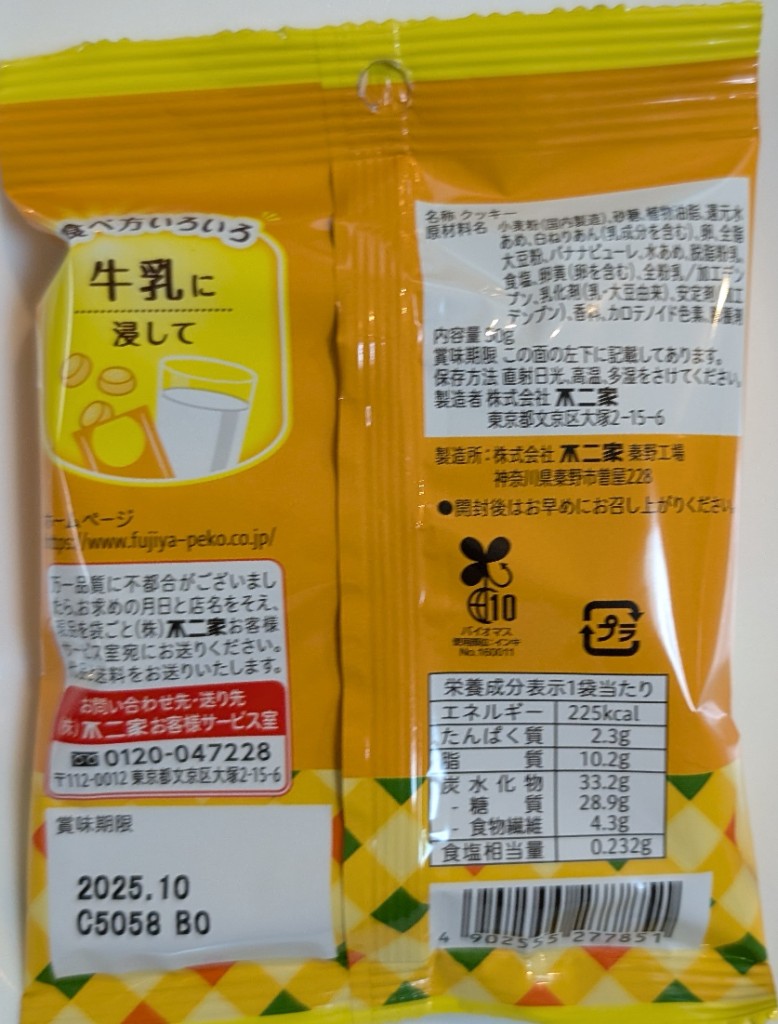 食べ方いろいろ
牛乳に
浸して
ホームページ
https://www.fujiya-peko.co.jp/
万一品質に不都合がございまし
たら、お求めの月日と店名をそえ、
現品を袋ごと(株)不二家お客様
サービス室宛にお送りください。
送料をお送りいたします。
お問い合わせ先・送り先
(株)不二家お客様サービス室
0120-047228
〒112-0012 東京都文京区大塚2-15-6
賞味期限
2025.10
C5058 B0
名称 クッキー
原材料名 小麦粉(国内製造)、砂糖、植物油脂、還元水
あめ、白ねりあん(乳成分を含む)、卵、全脂
大豆粉、バナナピューレ、水あめ、脱脂粉乳、
食塩、卵黄(卵を含む)、全粉乳/加工デン
プン、乳化剤(乳・大豆由来)、安定剤(加工
デンプン)、香料、カロテノイド色素、
内容量 50g
賞味期限 この面の左下に記載してあります。
保存方法 直射日光、高温、多湿をさけてください。
製造者 株式会社 不二家
東京都文京区大塚2-15-6
製造所:株式会社 不二家 秦野工場
神奈川県秦野市曽屋228
●開封後はお早めにお召し上がりください。
10
バイオマス
No.160011
プラ
栄養成分表示1袋当たり
エネルギー 225kcal
たんぱく質 2.3g
脂質 10.2g
炭水化物 33.2g
- 糖質 28.9g
- 食物繊維 4.3g
食塩相当量 0.232g
4 902555 277851